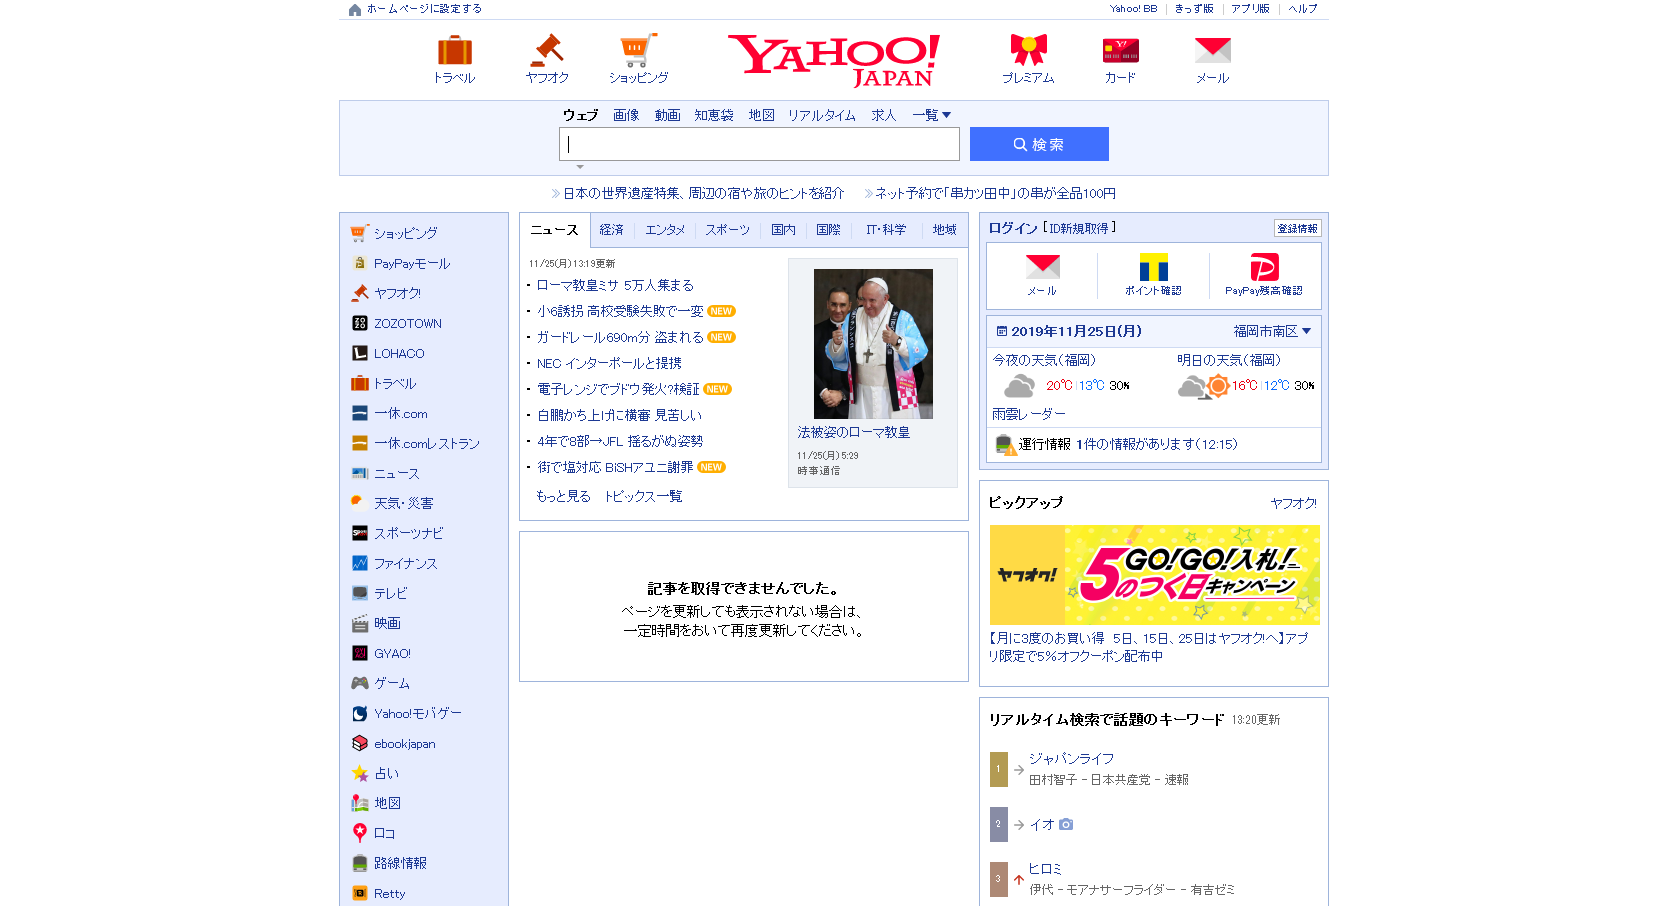 ホームページに設定する
Yahoo! BB
きっず版
アプリ版
ヘルプ
トラベル
ヤフオク
ショッピング
YAHOO!
JAPAN
プレミアム
カード
メール
ウェブ 画像 動画 知恵袋 地図 リアルタイム 求人 一覧▼
検索
日本の世界遺産特集、周辺の宿や旅のヒントを紹介
ネット予約で「串カツ田中」の串が全品100円
ショッピング
PayPayモール
ヤフオク!
ZOZOTOWN
LOHACO
トラベル
一休.com
一休.comレストラン
ニュース
天気・災害
スポーツナビ
ファイナンス
テレビ
映画
GYAO!
ゲーム
Yahoo!モバゲー
ebookjapan
占い
地図
ロコ
路線情報
Retty
ニュース 経済 エンタメ スポーツ 国内 国際 IT・科学 地域
11/25(月) 13:19更新
ローマ教皇ミサ 5万人集まる
小6誘拐 高校受験失敗で一変 NEW
ガードレール690m分 盗まれる NEW
NEC インターポールと提携
電子レンジでブドウ発火?検証 NEW
白鵬かち上げに横審 見苦しい
4年で8部→JFL 揺るがぬ姿勢
街で塩対応 BiSHアユニ謝罪 NEW
もっと見る トピックス一覧
法被姿のローマ教皇
11/25(月) 5:29
時事通信
記事を取得できませんでした。
ページを更新しても表示されない場合は、
一定時間をおいて再度更新してください。
ログイン [ID新規取得]
登録情報
メール
ポイント確認
PayPay残高確認
2019年11月25日(月)
福岡市南区▼
今夜の天気(福岡)
20℃ 13℃ 30%
明日の天気(福岡)
16℃ 12℃ 30%
雨雲レーダー
運行情報 1件の情報があります(12:15)
ピックアップ
ヤフオク!
ヤフオク!
GO!GO!入札!
5のつく日キャンペーン
【月に3度のお買い得 5日、15日、25日はヤフオク!へ】アプ
リ限定で5%オフクーポン配布中
リアルタイム検索で話題のキーワード 13:20更新
1
ジャパンライフ
田村智子 - 日本共産党 - 速報
2
イオ
3
ヒロミ
伊代 - モアナサーフライダー - 有吉ゼミ